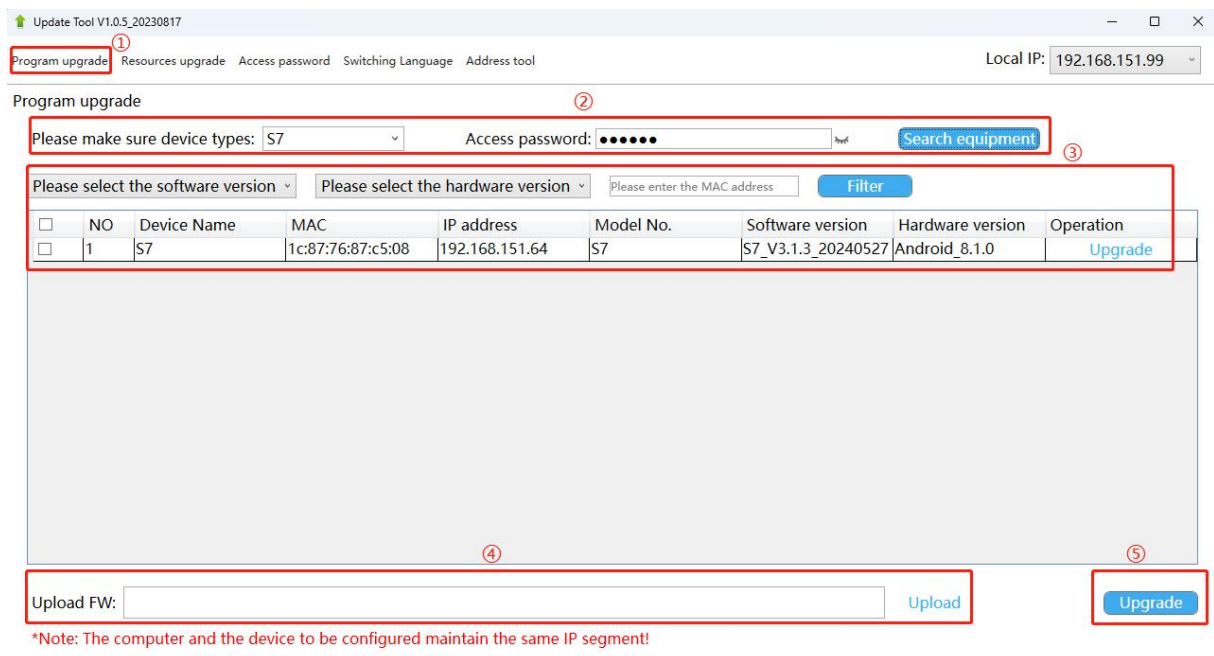 Update Tool V1.0.5_20230817
①
Program upgrade Resources upgrade Access password Switching Language Address tool Local IP: 192.168.151.99
Program upgrade
②
Please make sure device types: S7 Access password: ●●●●●● Search equipment
③
Please select the software version Please select the hardware version Please enter the MAC address Filter
NO Device Name MAC IP address Model No. Software version Hardware version Operation
1 S7 1c:87:76:87:c5:08 192.168.151.64 S7 S7_V3.1.3_20240527 Android_8.1.0 Upgrade
④ ⑤
Upload FW: Upload Upgrade
*Note: The computer and the device to be configured maintain the same IP segment!